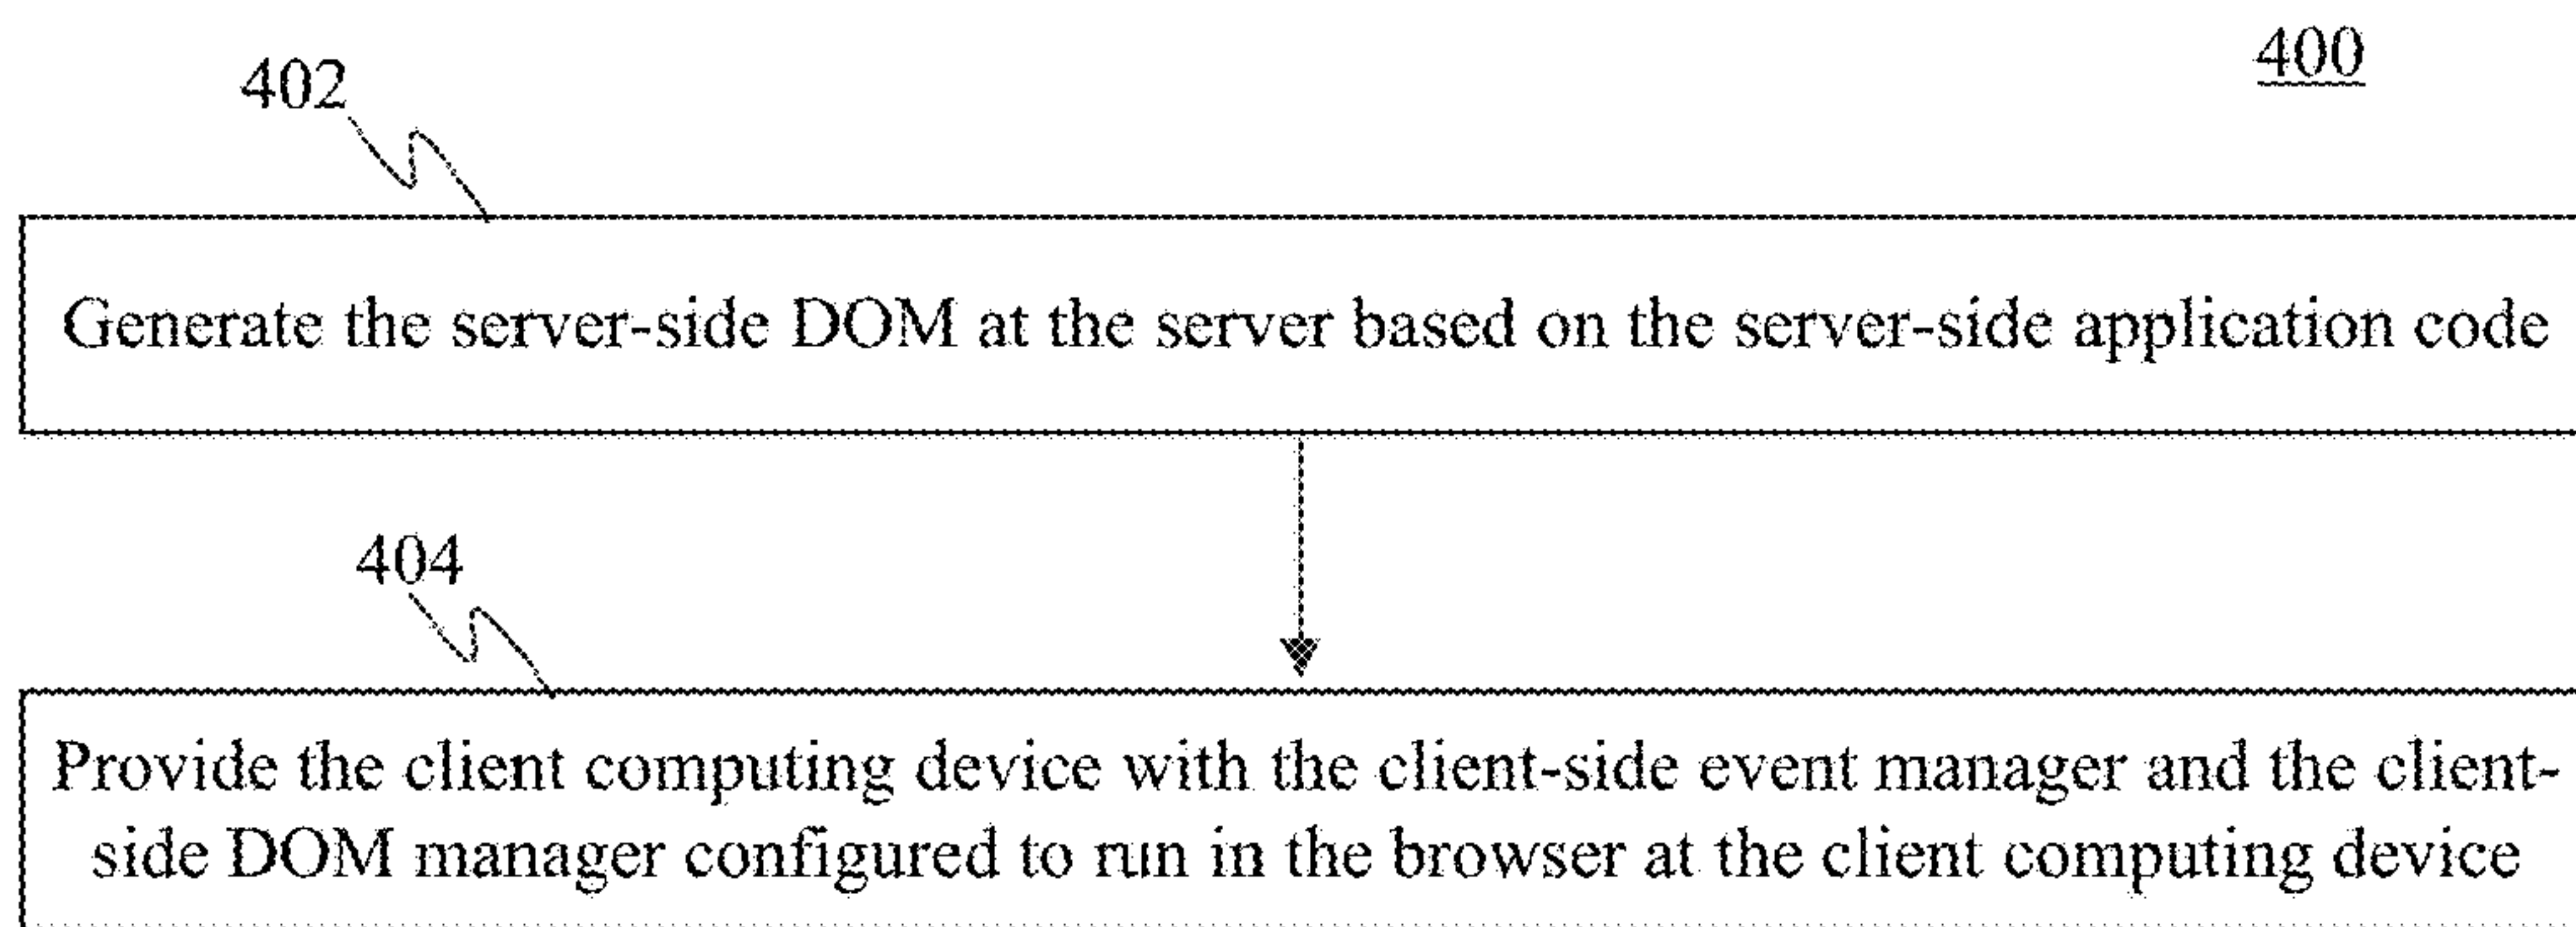 400
402
Generate the server-side DOM at the server based on the server-side application code
404
Provide the client computing device with the client-side event manager and the client-
side DOM manager configured to run in the browser at the client computing device